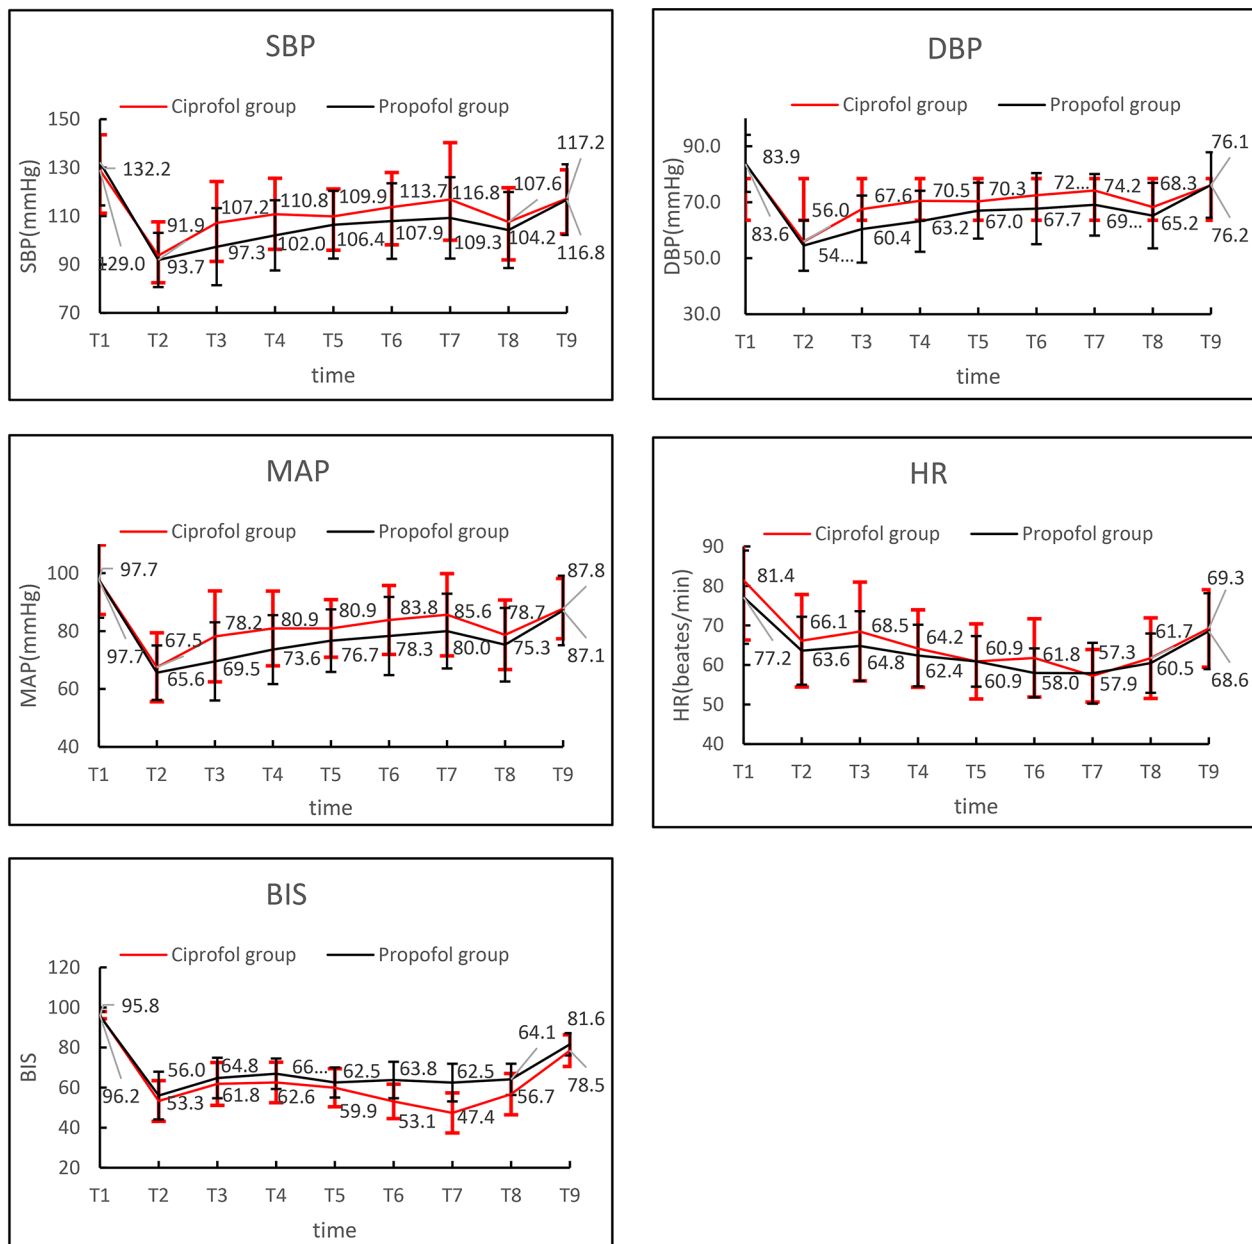 SBP
Ciprofol group
Propofol group
SBP(mmHg)
150
130
110
90
70
132.2 91.9 107.2 110.8 109.9 113.7 116.8 107.6 117.2
129.0 93.7 97.3 102.0 106.4 107.9 109.3 104.2 116.8
T1 T2 T3 T4 T5 T6 T7 T8 T9
time
DBP
Ciprofol group
Propofol group
DBP(mmHg)
90.0
70.0
50.0
30.0
83.9 56.0 67.6 70.5 70.3 72... 74.2 68.3 76.1
83.6 54... 60.4 63.2 67.0 67.7 69... 65.2 76.2
T1 T2 T3 T4 T5 T6 T7 T8 T9
time
MAP
Ciprofol group
Propofol group
MAP(mmHg)
100
80
60
40
97.7 67.5 78.2 80.9 80.9 83.8 85.6 78.7 87.8
97.7 65.6 69.5 73.6 76.7 78.3 80.0 75.3 87.1
T1 T2 T3 T4 T5 T6 T7 T8 T9
time
HR
Ciprofol group
Propofol group
HR(beates/min)
90
80
70
60
50
40
81.4 66.1 68.5 64.2 60.9 61.8 57.3 61.7 69.3
77.2 63.6 64.8 62.4 60.9 58.0 57.9 60.5 68.6
T1 T2 T3 T4 T5 T6 T7 T8 T9
time
BIS
Ciprofol group
Propofol group
BIS
120
100
80
60
40
20
95.8 56.0 64.8 66... 62.5 63.8 62.5 64.1 81.6
96.2 53.3 61.8 62.6 59.9 53.1 47.4 56.7 78.5
T1 T2 T3 T4 T5 T6 T7 T8 T9
time